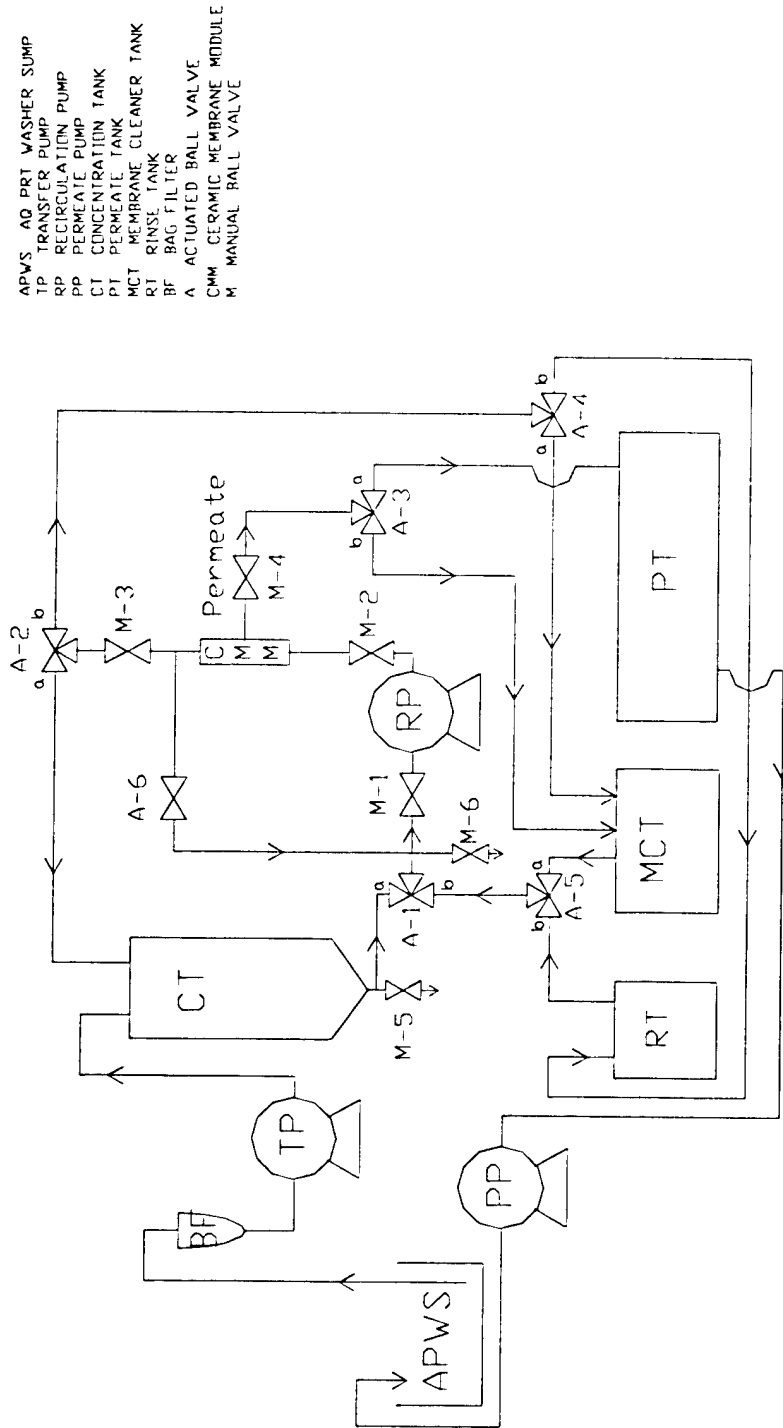 APWS AQ PRT WASHER SUMP
TP TRANSFER PUMP
RP RECIRCULATION PUMP
PP PERMEATE PUMP
CT CONCENTRATION TANK
PT PERMEATE TANK
MCT MEMBRANE CLEANER TANK
RT RINSE TANK
BF BAG FILTER
A ACTUATED BALL VALVE
CMM CERAMIC MEMBRANE MODULE
M MANUAL BALL VALVE
A-2
a
b
M-3
A-6
CMM
Permeate
M-4
M-2
RP
M-1
M-6
A-3
b
a
A-4
a
b
CT
M-5
A-1
a
b
A-5
b
a
BF
TP
APWS
PP
RT
MCT
PT